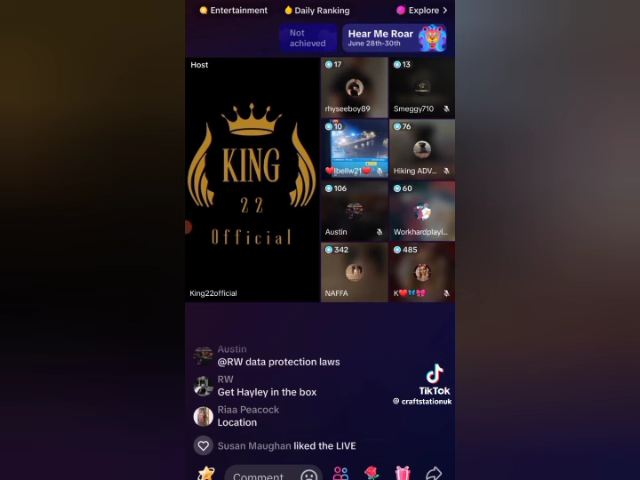 Entertainment
Daily Ranking
Explore >
Not
achieved
Hear Me Roar
June 28th-30th
Host
KING
22
Official
King22official
17
rhyseeboy89
13
Smeggy710
10
76
Hiking ADV...
106
Austin
60
Workhardplayl...
342
NAFFA
485
K❤️🦋🎀
Austin
@RW data protection laws
RW
Get Hayley in the box
Riaa Peacock
Location
Susan Maughan liked the LIVE
TikTok
@craftstationuk
Comment